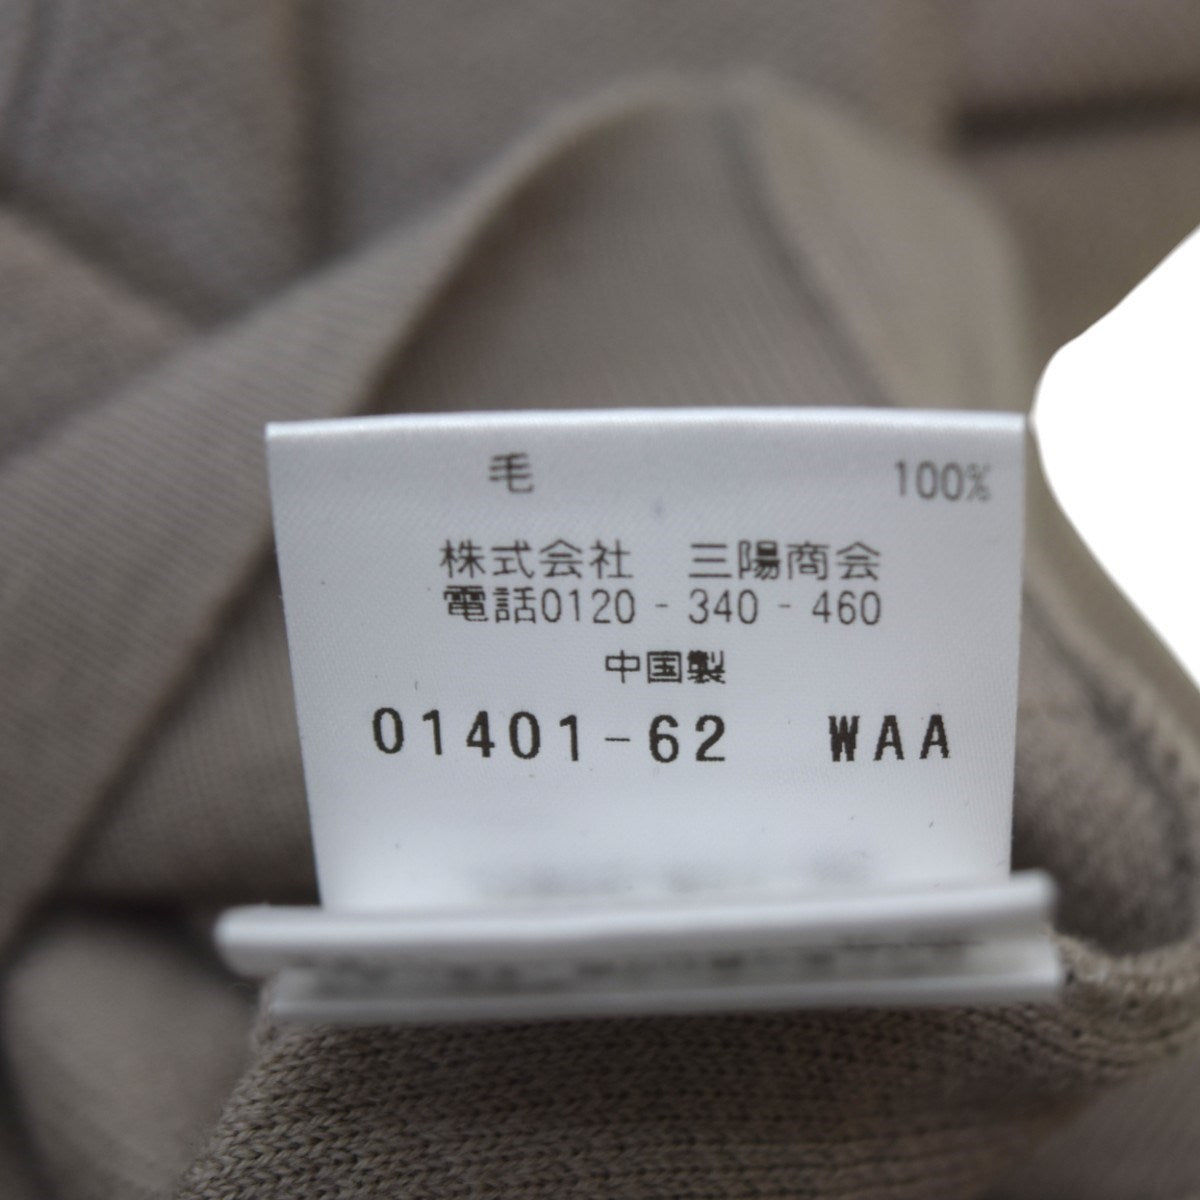 毛 100%
株式会社 三陽商会
電話0120-340-460
中国製
01401-62 WAA